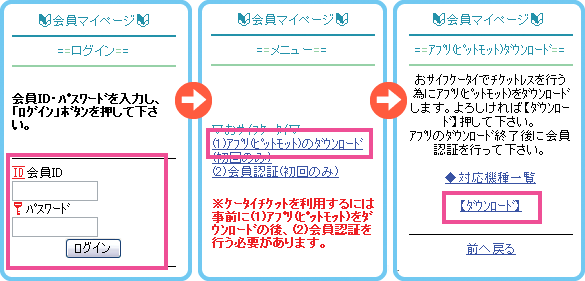 会員マイページ
==ログイン==
会員ID・パスワードを入力し、
「ログイン」ボタンを押して下さ
い。
ID 会員ID
パスワード
ログイン
会員マイページ
==メニュー==
▽おサイフケータイ▽
(1)アプリ(ピットモット)のダウンロード
(初回のみ)
(2)会員認証(初回のみ)
※ケータイチケットを利用するには
事前に(1)アプリ(ピットモット)をダ
ウンロードの後、(2)会員認証を
行う必要があります。
会員マイページ
==アプリ(ピットモット)ダウンロード==
おサイフケータイでチケットレスを行う
為にアプリ(ピットモット)をダウンロード
します。よろしければ【ダウンロー
ド】押して下さい。
アプリのダウンロード終了後に会員
認証を行って下さい。
◆対応機種一覧
【ダウンロード】
前へ戻る